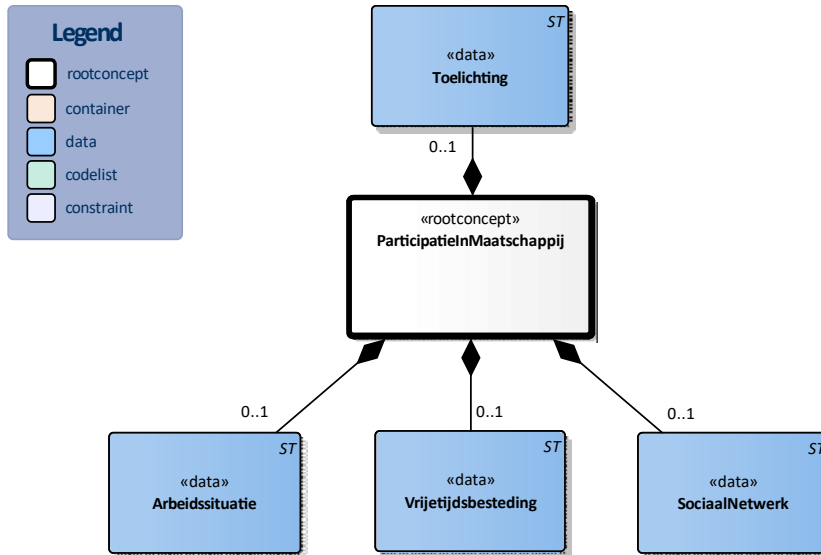 Legend
rootconcept
container
data
codelist
constraint
ST
«data»
Toelichting
0..1
«rootconcept»
ParticipatieInMaatschappij
0..1
0..1
0..1
ST
«data»
Arbeidssituatie
ST
«data»
Vrijetijdsbesteding
ST
«data»
SociaalNetwerk